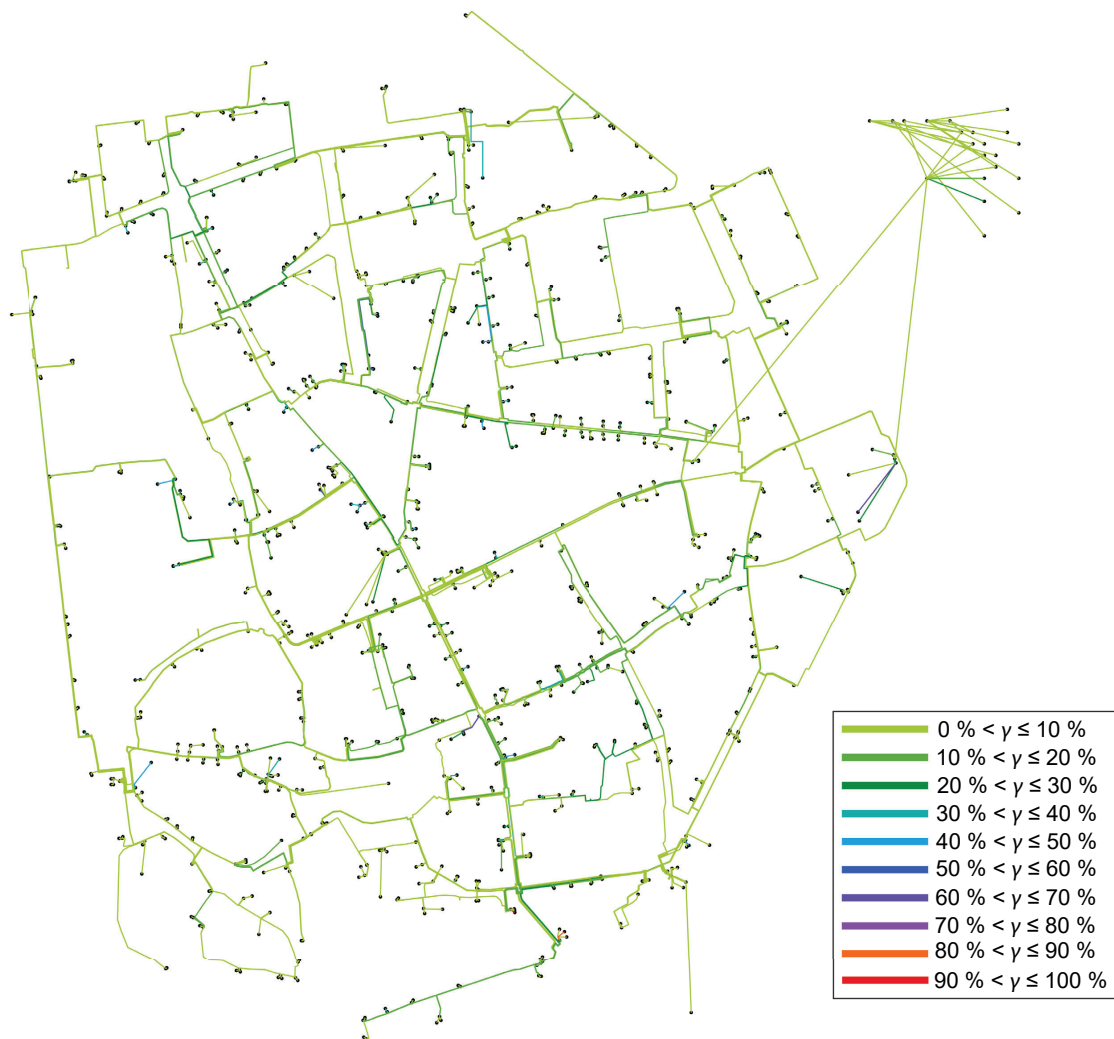 0 % < γ ≤ 10 %
10 % < γ ≤ 20 %
20 % < γ ≤ 30 %
30 % < γ ≤ 40 %
40 % < γ ≤ 50 %
50 % < γ ≤ 60 %
60 % < γ ≤ 70 %
70 % < γ ≤ 80 %
80 % < γ ≤ 90 %
90 % < γ ≤ 100 %